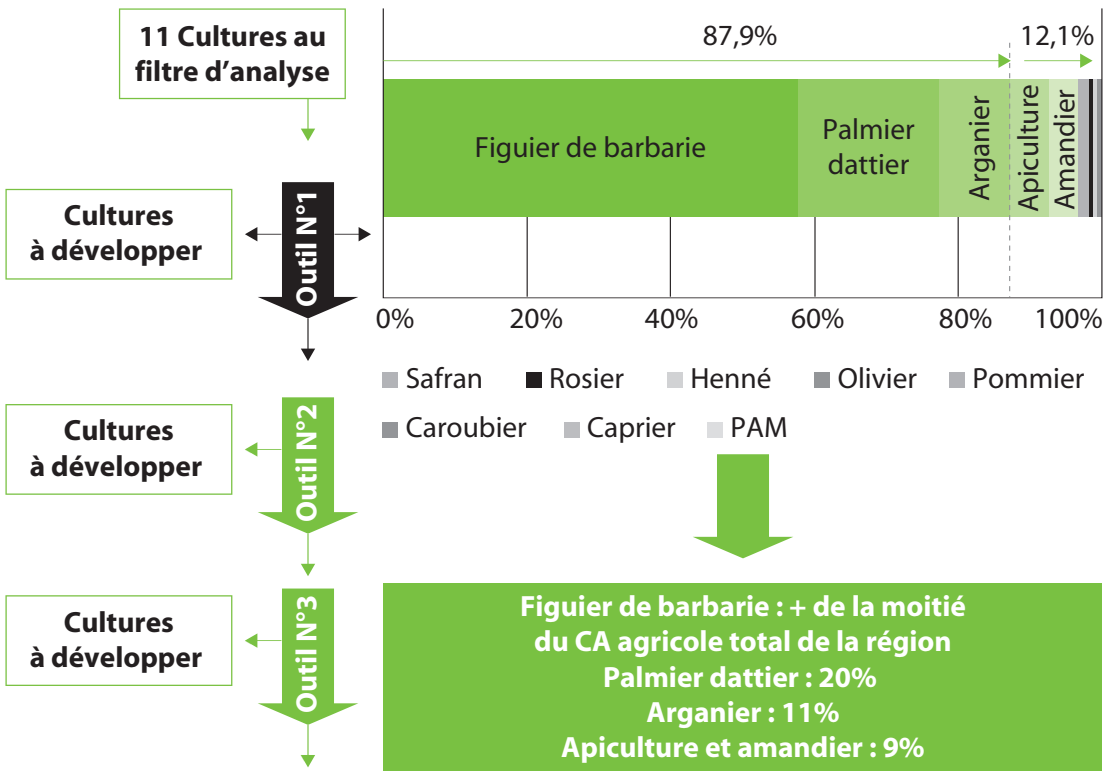 11 Cultures au
filtre d'analyse
87,9%
12,1%
Figuier de barbarie
Palmier
dattier
Arganier
Apiculture
Amandier
Outil N°1
Cultures
à développer
0%
20%
40%
60%
80%
100%
Safran
Rosier
Henné
Olivier
Pommier
Caroubier
Caprier
PAM
Outil N°2
Cultures
à développer
Outil N°3
Cultures
à développer
Figuier de barbarie : + de la moitié
du CA agricole total de la région
Palmier dattier : 20%
Arganier : 11%
Apiculture et amandier : 9%